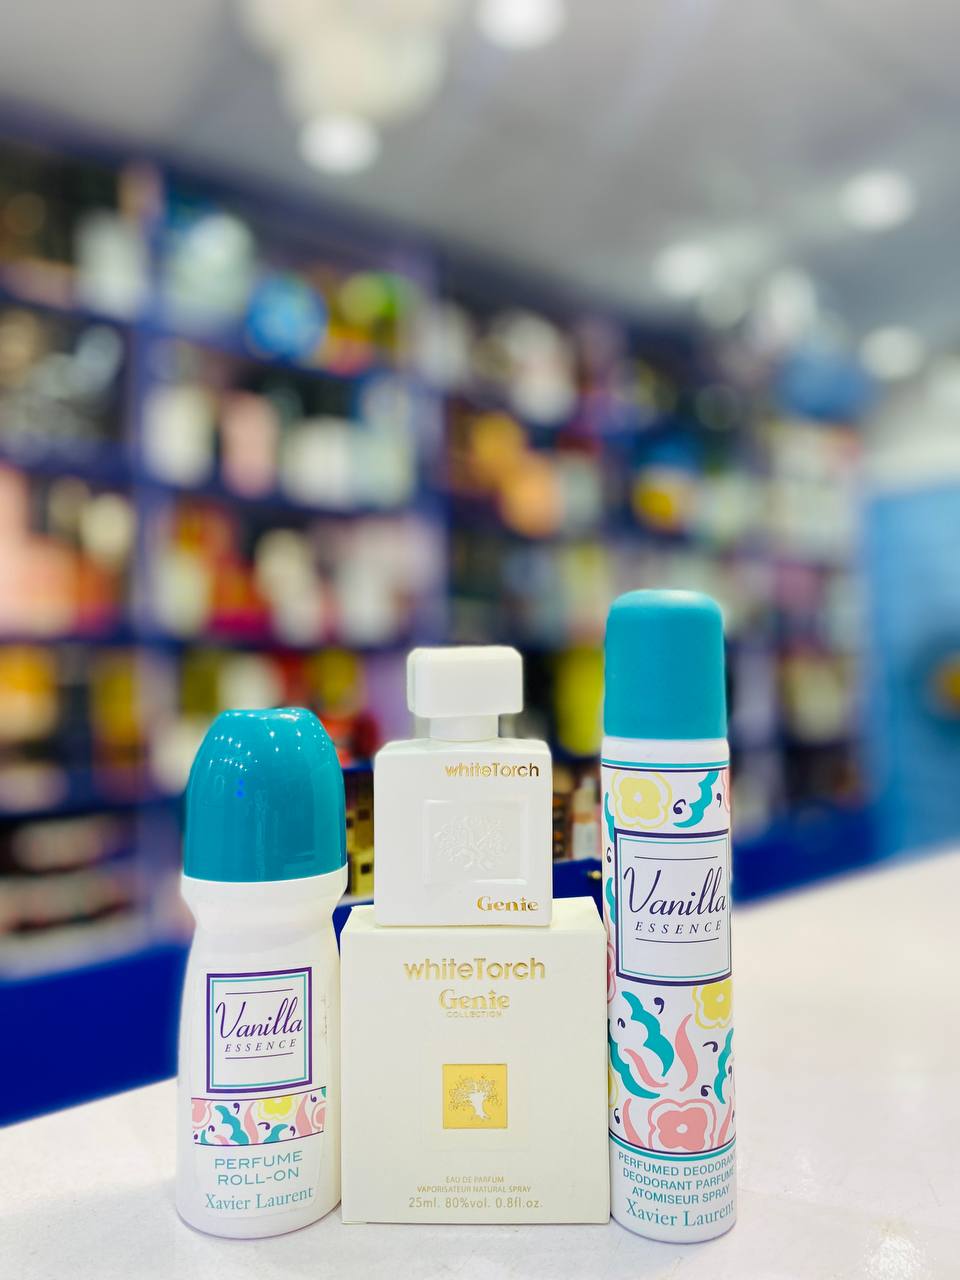 Vanilla
ESSENCE
PERFUME
ROLL-ON
Xavier Laurent
whiteTorch
Genie
whiteTorch
Genie
COLLECTION
EAU DE PARFUM
VAPORISATEUR NATURAL SPRAY
25ml. 80%vol. 0.8fl.oz.
Vanilla
ESSENCE
PERFUMED DEODORANT
DEODORANT PARFUME
ATOMISEUR SPRAY
Xavier Laurent